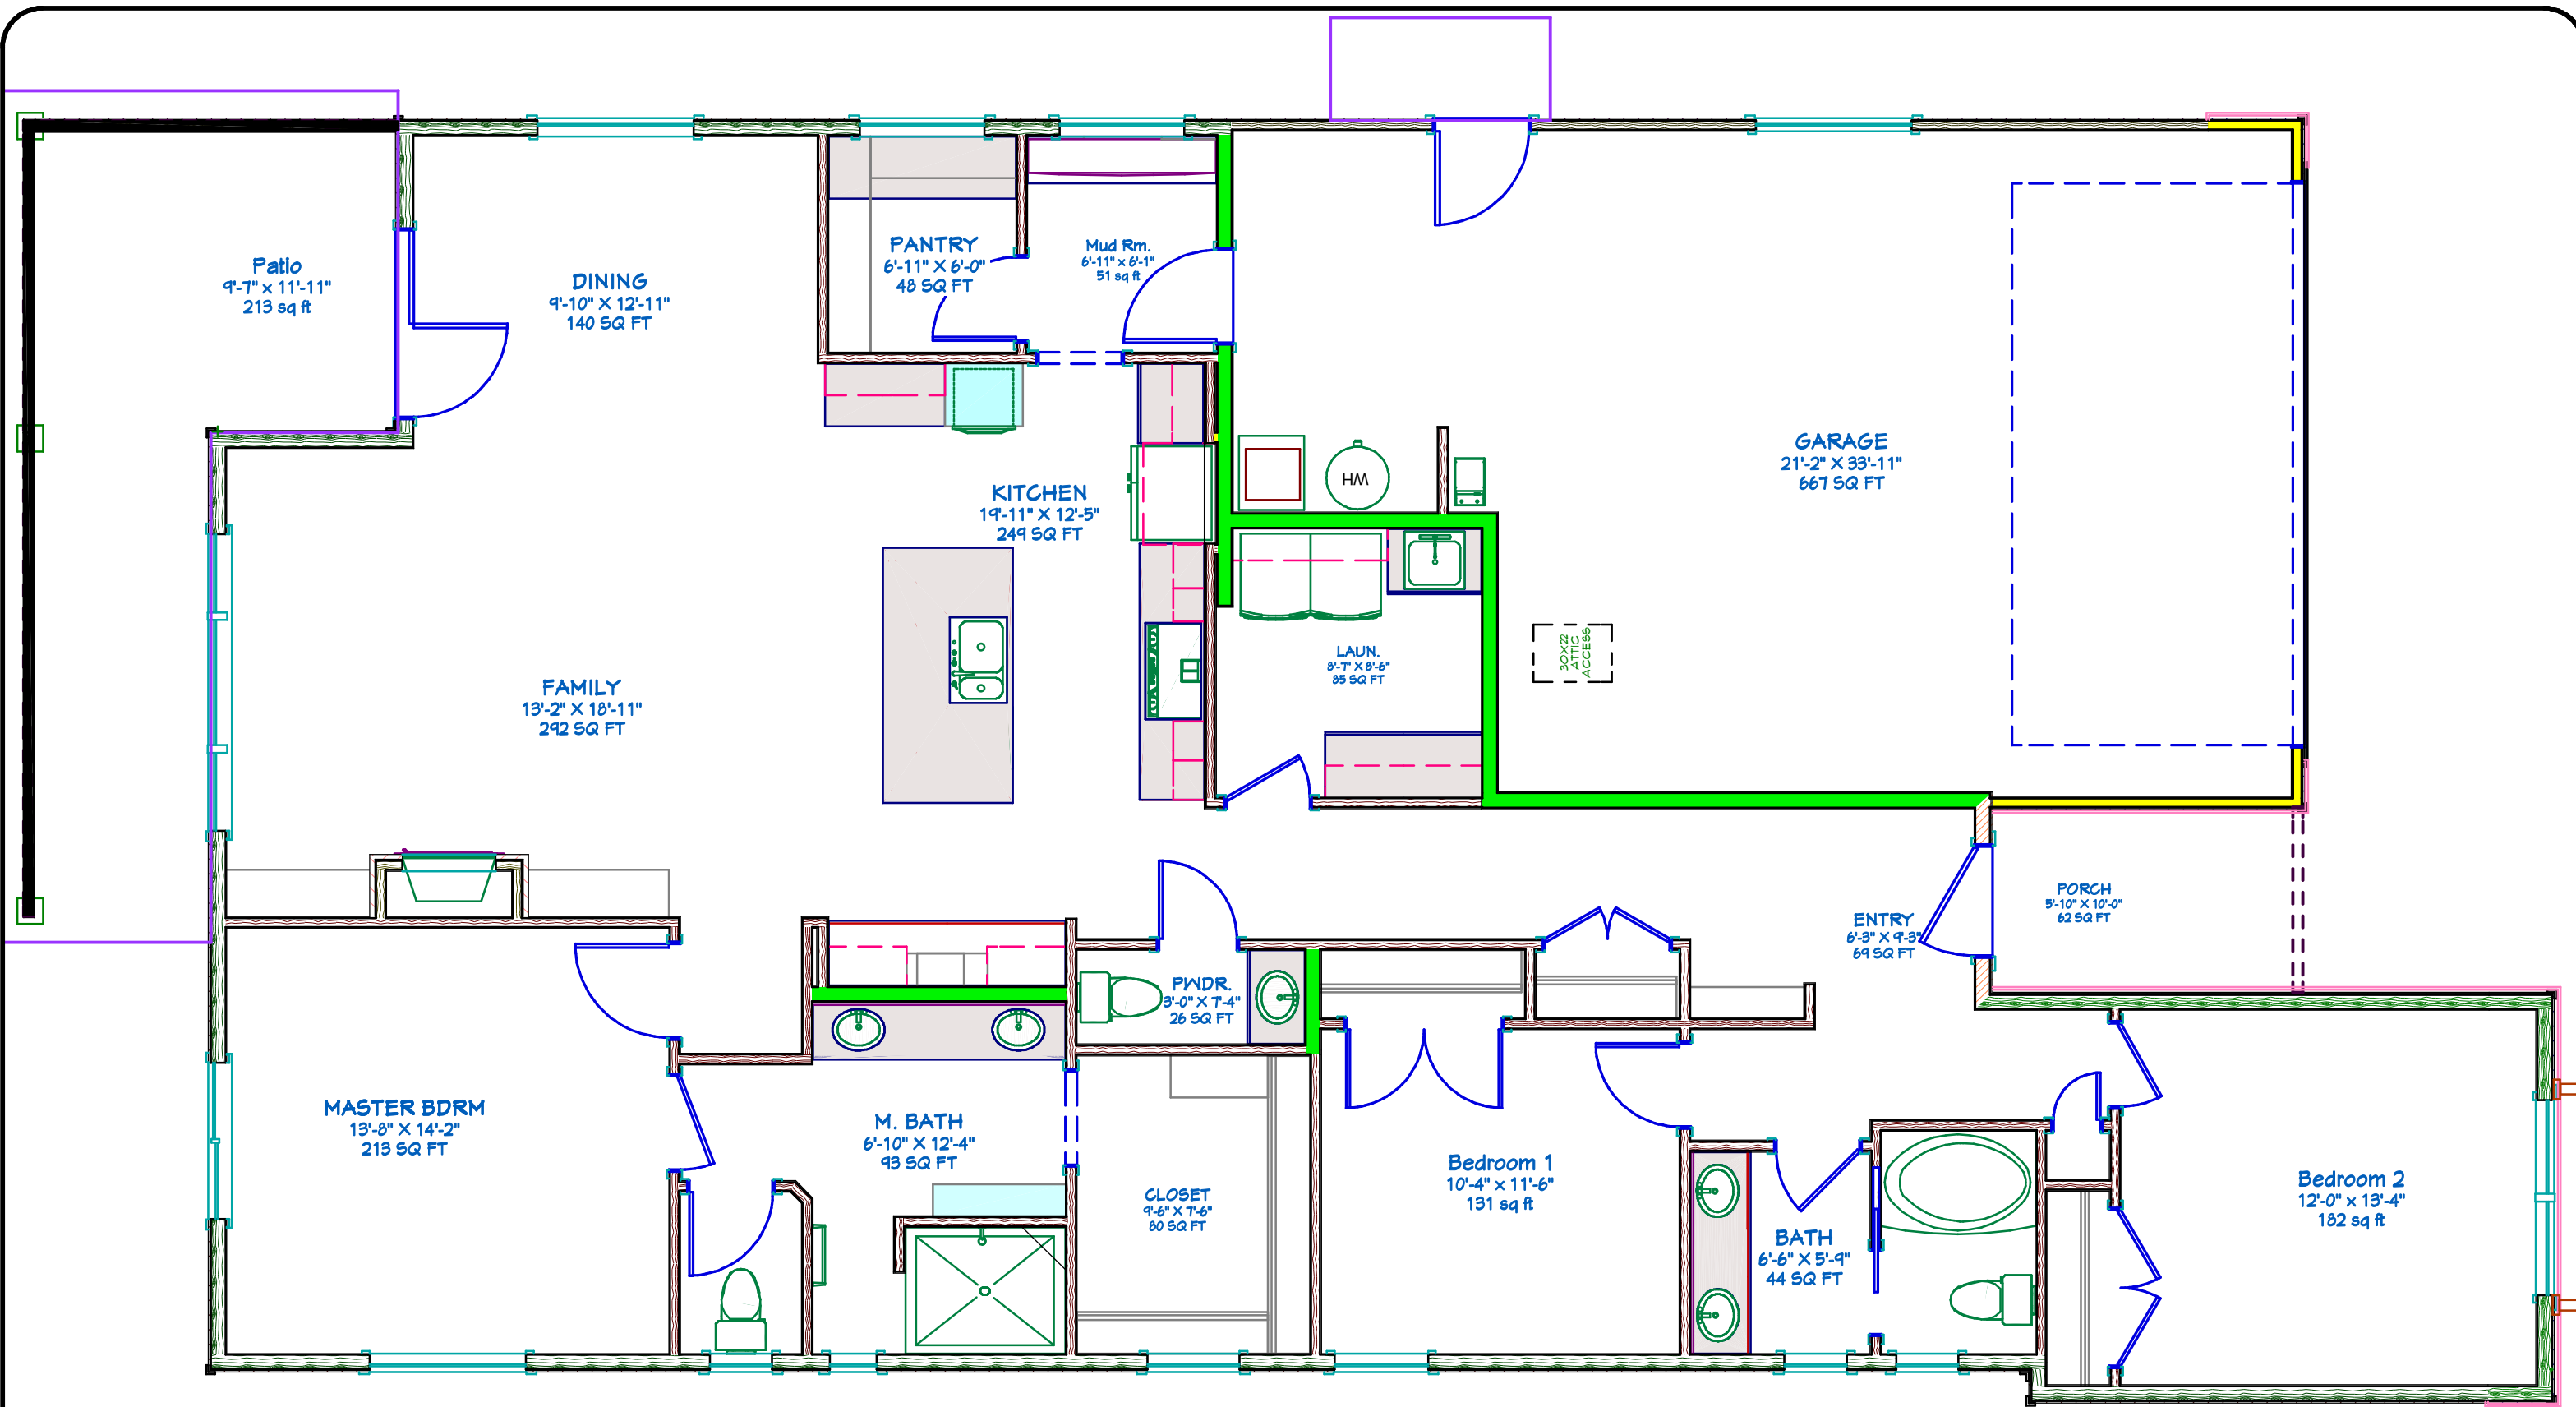 Patio
9'-7" x 11'-11"
213 sq ft
DINING
9'-10" X 12'-11"
140 SQ FT
PANTRY
6'-11" X 6'-0"
48 SQ FT
Mud Rm.
6'-11" x 6'-1"
51 sq ft
GARAGE
21'-2" X 33'-11"
667 SQ FT
HW
KITCHEN
19'-11" X 12'-5"
249 SQ FT
LAUN.
8'-7" X 8'-6"
85 SQ FT
30X22
ATTIC
ACCESS
FAMILY
13'-2" X 18'-11"
292 SQ FT
ENTRY
6'-3" X 9'-3"
69 SQ FT
PORCH
5'-10" X 10'-0"
62 SQ FT
PWDR.
3'-0" X 7'-4"
26 SQ FT
MASTER BDRM
13'-8" X 14'-2"
213 SQ FT
M. BATH
6'-10" X 12'-4"
93 SQ FT
CLOSET
9'-6" X 7'-6"
80 SQ FT
Bedroom 1
10'-4" x 11'-6"
131 sq ft
BATH
6'-6" X 5'-9"
44 SQ FT
Bedroom 2
12'-0" x 13'-4"
182 sq ft